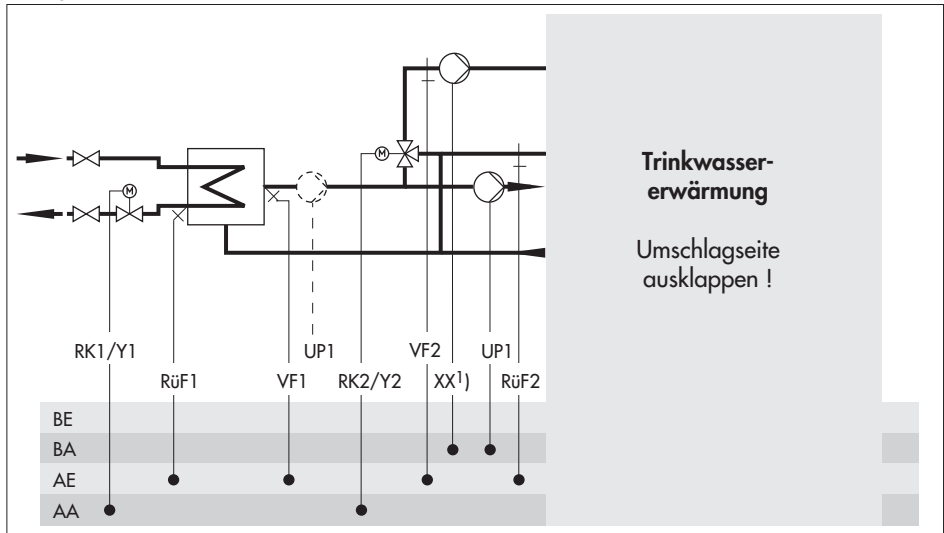 M
M
Trinkwasser-
erwärmung
Umschlagseite
ausklappen !
RK1/Y1
UP1
VF2
UP1
RüF1
VF1
RK2/Y2
XX1)
RüF2
BE
BA
AE
AA